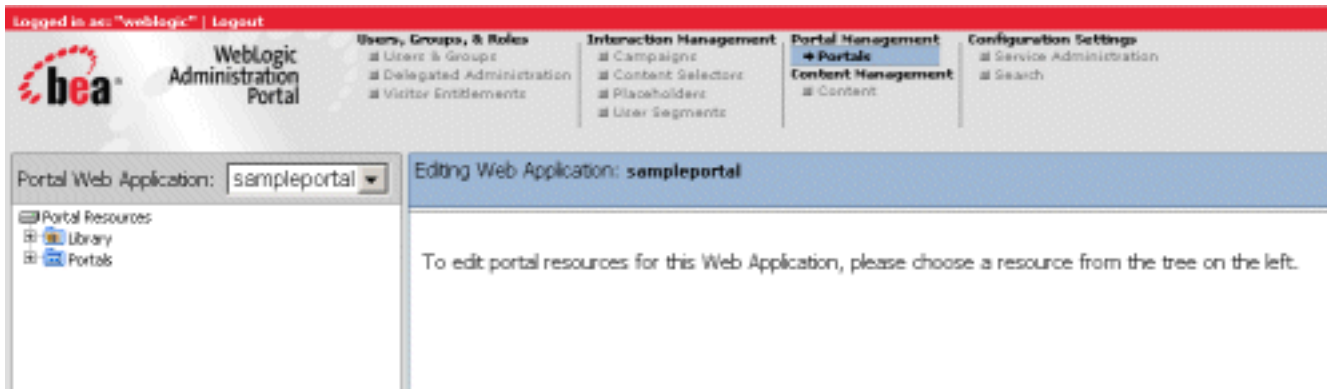 Logged in as: "weblogic" | Logout
bea
WebLogic
Administration
Portal
Users, Groups, & Roles
Users & Groups
Delegated Administration
Visitor Entitlements
Interaction Management
Campaigns
Content Selectors
Placeholders
User Segments
Portal Management
Portals
Content Management
Content
Configuration Settings
Service Administration
Search
Portal Web Application: sampleportal
Portal Resources
Library
Portals
Editing Web Application: sampleportal
To edit portal resources for this Web Application, please choose a resource from the tree on the left.